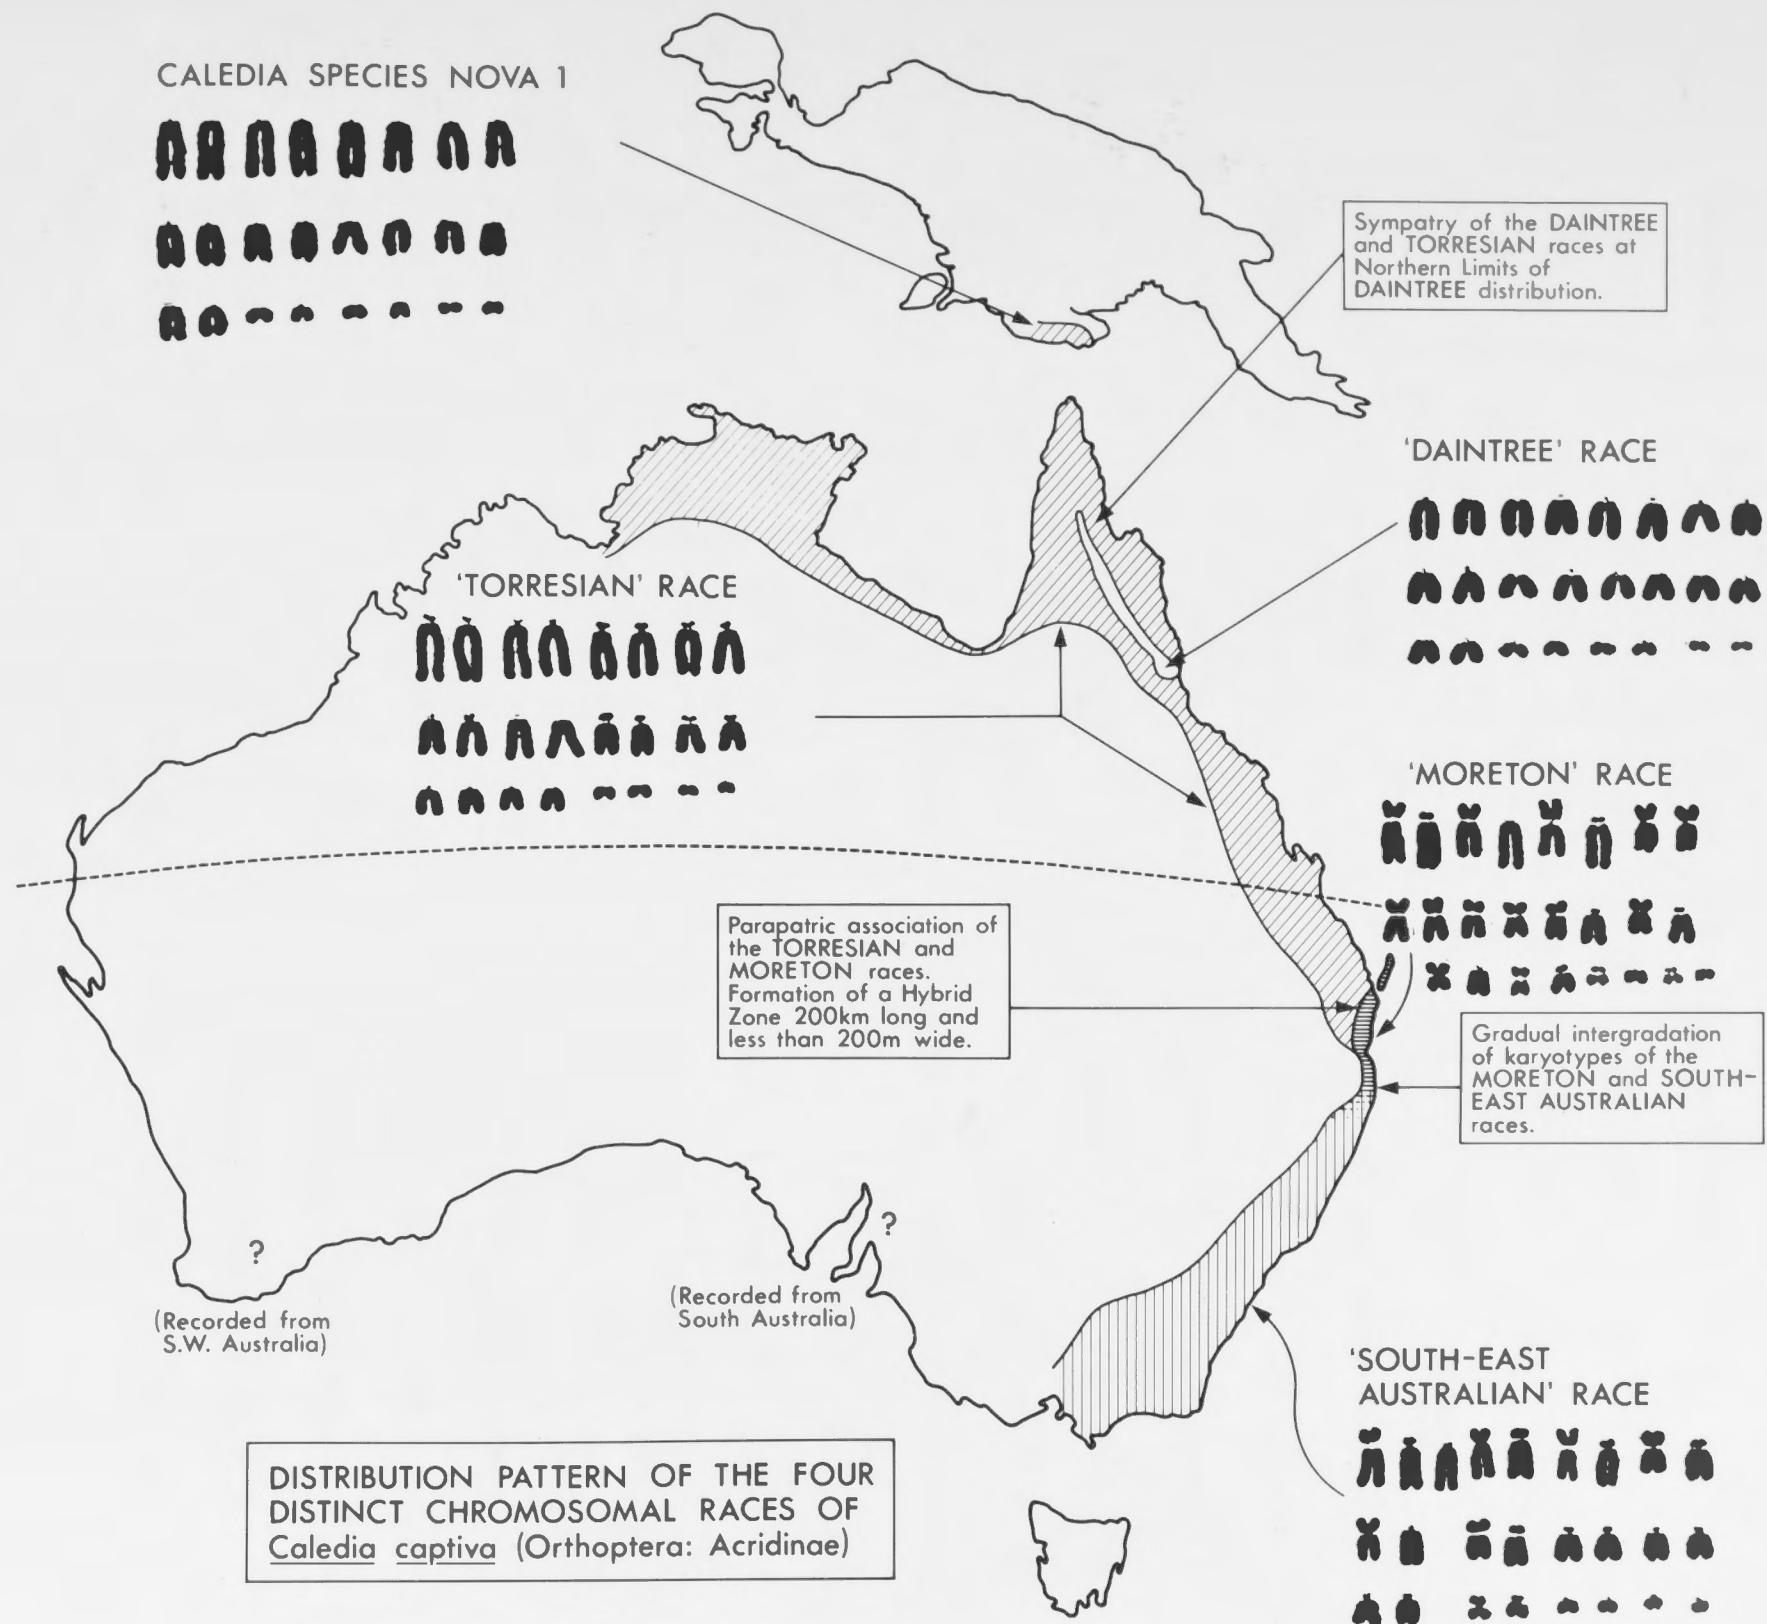 CALEDIA SPECIES NOVA 1
Sympatry of the DAINTREE
and TORRESIAN races at
Northern Limits of
DAINTREE distribution.
'DAINTREE' RACE
'TORRESIAN' RACE
'MORETON' RACE
Parapatric association of
the TORRESIAN and
MORETON races.
Formation of a Hybrid
Zone 200km long and
less than 200m wide.
Gradual intergradation
of karyotypes of the
MORETON and SOUTH-
EAST AUSTRALIAN
races.
?
(Recorded from
S.W. Australia)
?
(Recorded from
South Australia)
'SOUTH-EAST
AUSTRALIAN' RACE
DISTRIBUTION PATTERN OF THE FOUR
DISTINCT CHROMOSOMAL RACES OF
Caledia captiva (Orthoptera: Acridinae)